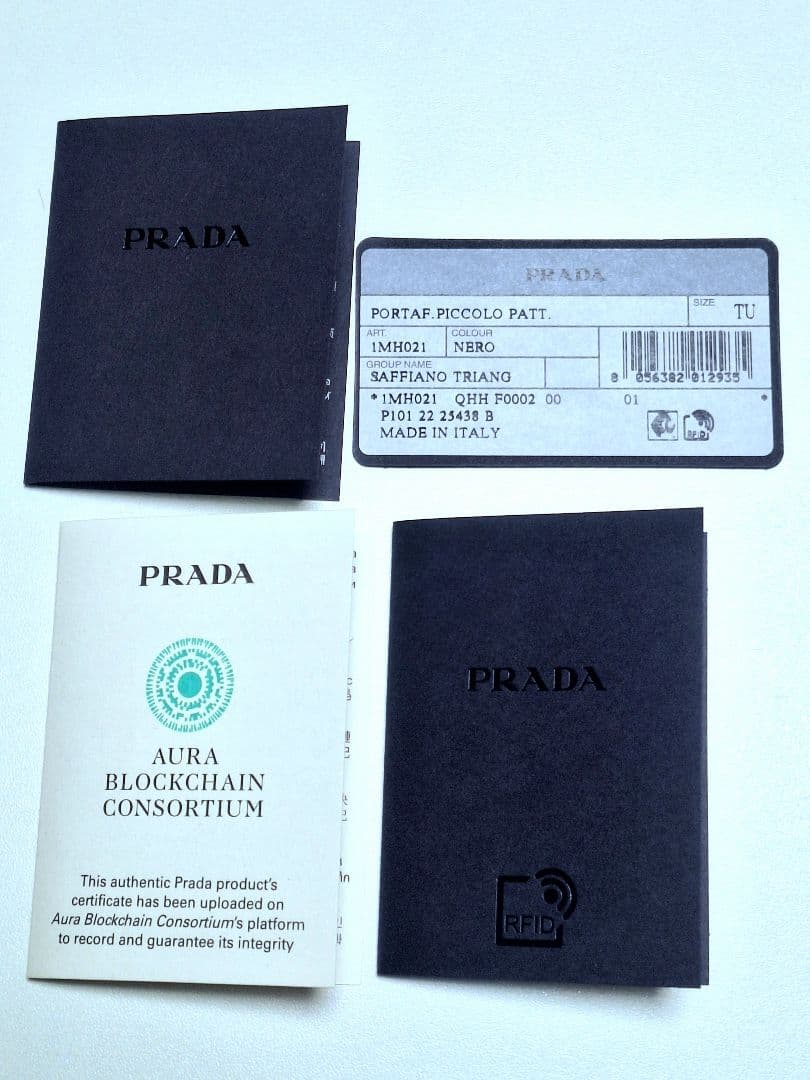 PRADA
PRADA
PORTAF.PICCOLO PATT.
SIZE
TU
ART.
1MH021
COLOUR
NERO
GROUP NAME
SAFFIANO TRIANG
8 056382 012935
*1MH021 QHH F0002 00 01 *
P101 22 25438 B
MADE IN ITALY
RFID
PRADA
AURA
BLOCKCHAIN
CONSORTIUM
This authentic Prada product's
certificate has been uploaded on
Aura Blockchain Consortium's platform
to record and guarantee its integrity
PRADA
RFID